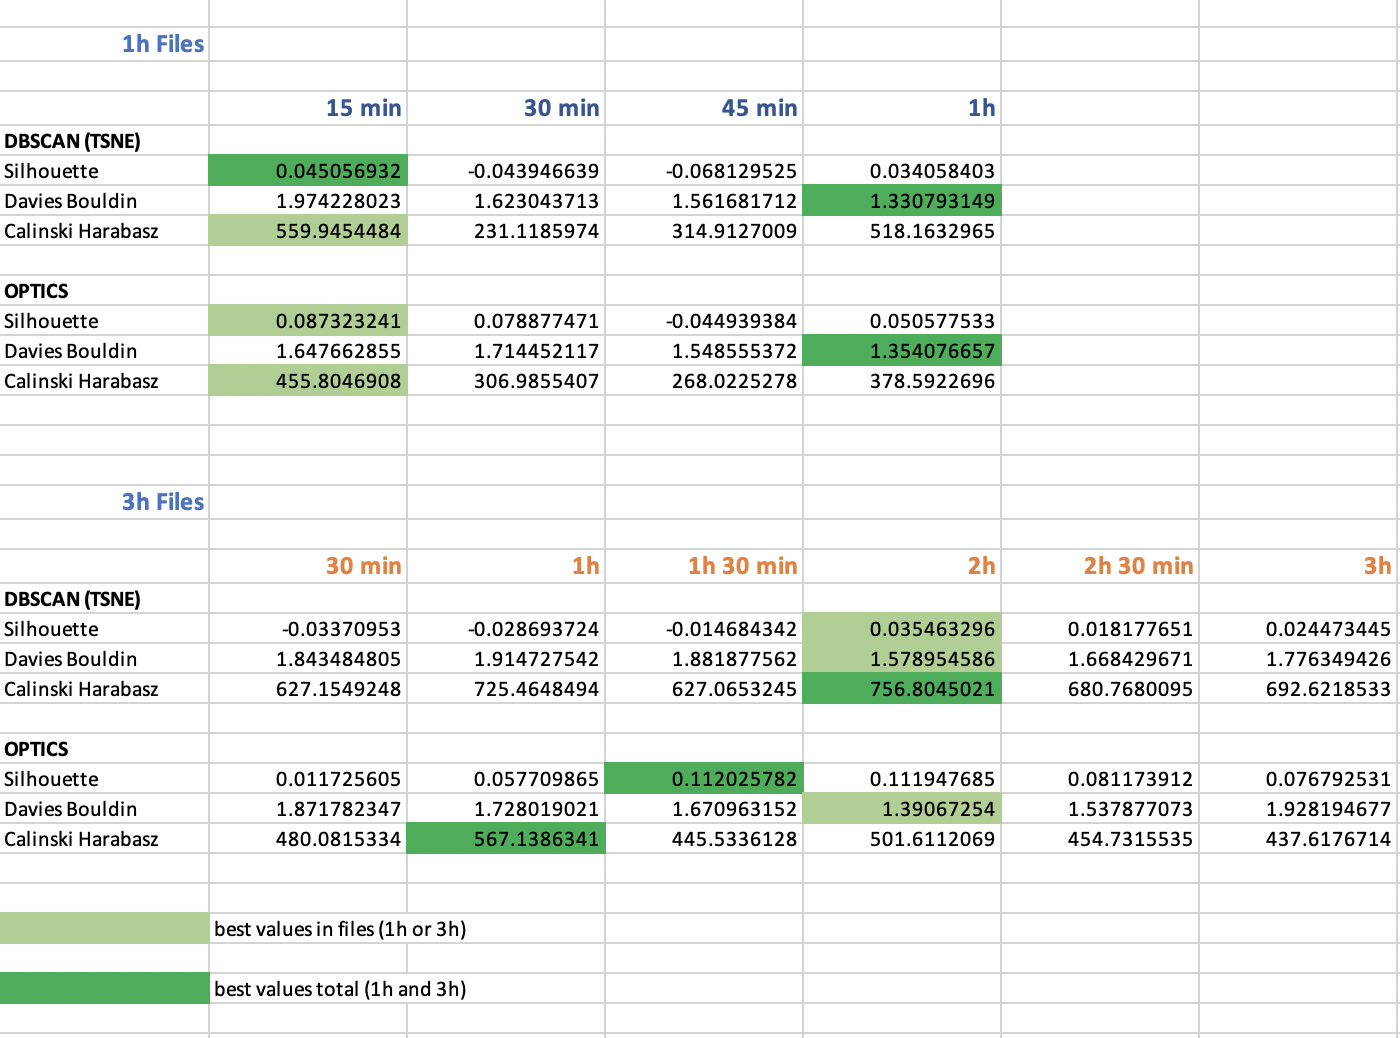 1h Files
15 min 30 min 45 min 1h
DBSCAN (TSNE)
Silhouette 0.045056932 -0.043946639 -0.068129525 0.034058403
Davies Bouldin 1.974228023 1.623043713 1.561681712 1.330793149
Calinski Harabasz 559.9454484 231.1185974 314.9127009 518.1632965
OPTICS
Silhouette 0.087323241 0.078877471 -0.044939384 0.050577533
Davies Bouldin 1.647662855 1.714452117 1.548555372 1.354076657
Calinski Harabasz 455.8046908 306.9855407 268.0225278 378.5922696
3h Files
30 min 1h 1h 30 min 2h 2h 30 min 3h
DBSCAN (TSNE)
Silhouette -0.03370953 -0.028693724 -0.014684342 0.035463296 0.018177651 0.024473445
Davies Bouldin 1.843484805 1.914727542 1.881877562 1.578954586 1.668429671 1.776349426
Calinski Harabasz 627.1549248 725.4648494 627.0653245 756.8045021 680.7680095 692.6218533
OPTICS
Silhouette 0.011725605 0.057709865 0.112025782 0.111947685 0.081173912 0.076792531
Davies Bouldin 1.871782347 1.728019021 1.670963152 1.39067254 1.537877073 1.928194677
Calinski Harabasz 480.0815334 567.1386341 445.5336128 501.6112069 454.7315535 437.6176714
best values in files (1h or 3h)
best values total (1h and 3h)